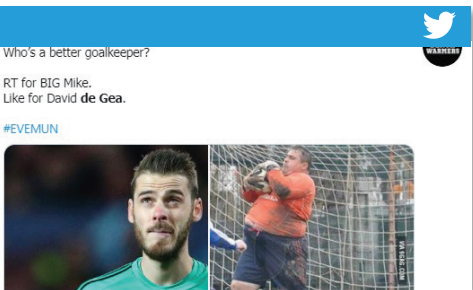 Who's a better goalkeeper?
WARMERS
RT for BIG Mike.
Like for David de Gea.
#EVEMUN
VIA 9GAG.COM